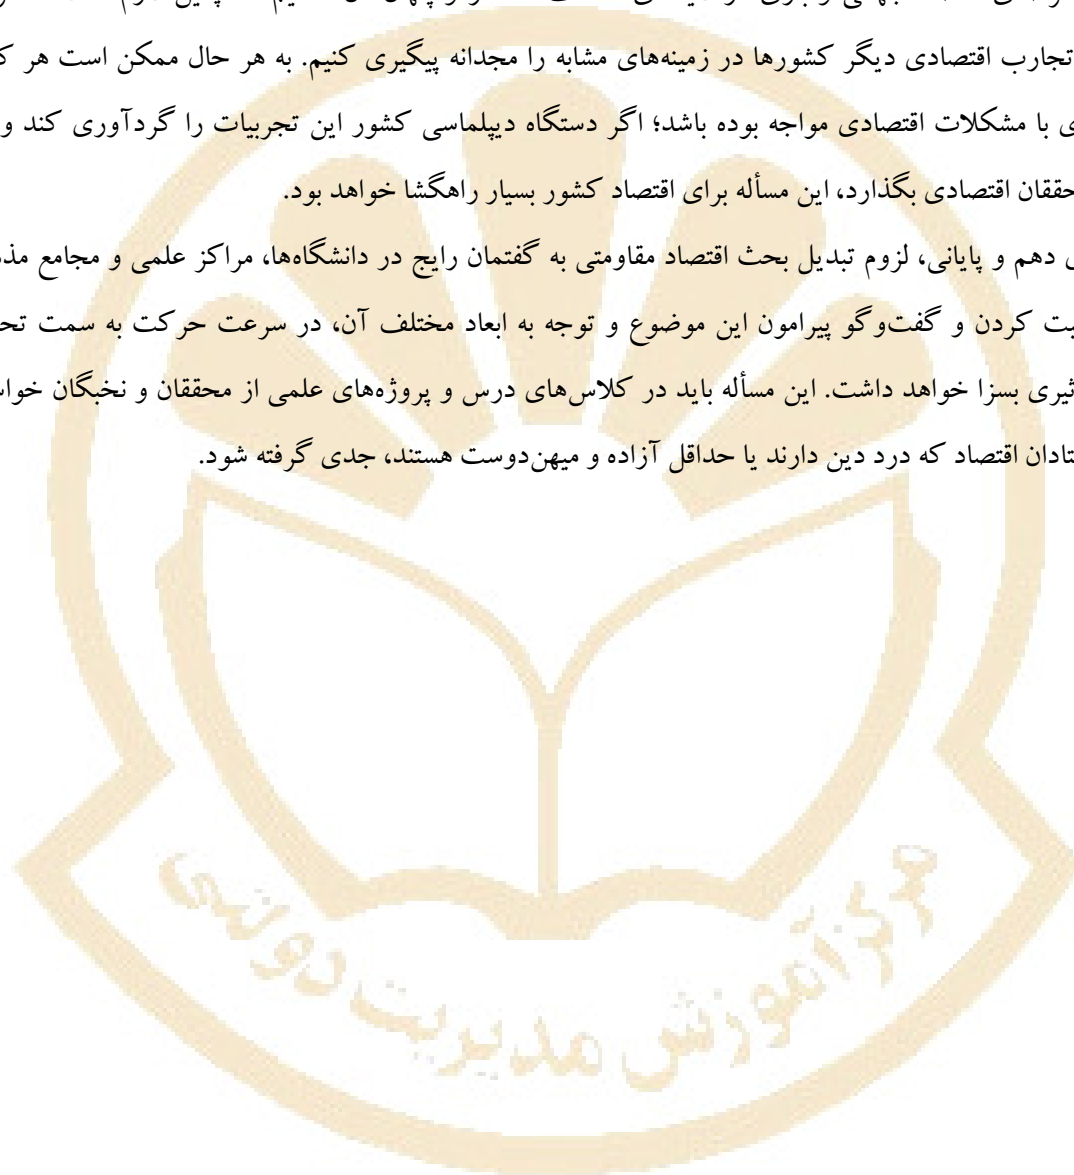 تجارب اقتصادی دیگر کشورها در زمینه‌های مشابه را مجدانه پیگیری کنیم. به هر حال ممکن است هر
با مشکلات اقتصادی مواجه بوده باشد؛ اگر دستگاه دیپلماسی کشور این تجربیات را گردآوری کند و
حققان اقتصادی بگذارد، این مسأله برای اقتصاد کشور بسیار راهگشا خواهد بود.
دهم و پایانی، لزوم تبدیل بحث اقتصاد مقاومتی به گفتمان رایج در دانشگاه‌ها، مراکز علمی و مجامع
بت کردن و گفت‌وگو پیرامون این موضوع و توجه به ابعاد مختلف آن، در سرعت حرکت به سمت
ثیری بسزا خواهد داشت. این مسأله باید در کلاس‌های درس و پروژه‌های علمی از محققان و نخبگان
تادان اقتصاد که درد دین دارند یا حداقل آزاده و میهن‌دوست هستند، جدی گرفته شود.
مرکز آموزش مدیریت دولتی